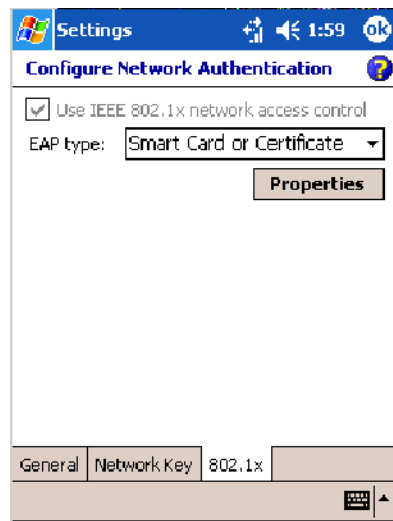 Settings 1:59 ok
Configure Network Authentication ?
Use IEEE 802.1x network access control
EAP type: Smart Card or Certificate
Properties
General Network Key 802.1x